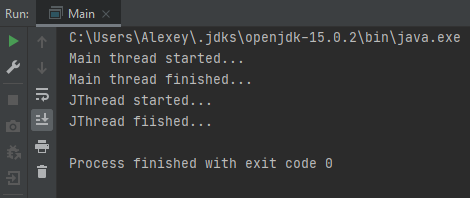 Run: Main
C:\Users\Alexey\.jdks\openjdk-15.0.2\bin\java.exe
Main thread started...
Main thread finished...
JThread started...
JThread fiished...
Process finished with exit code 0